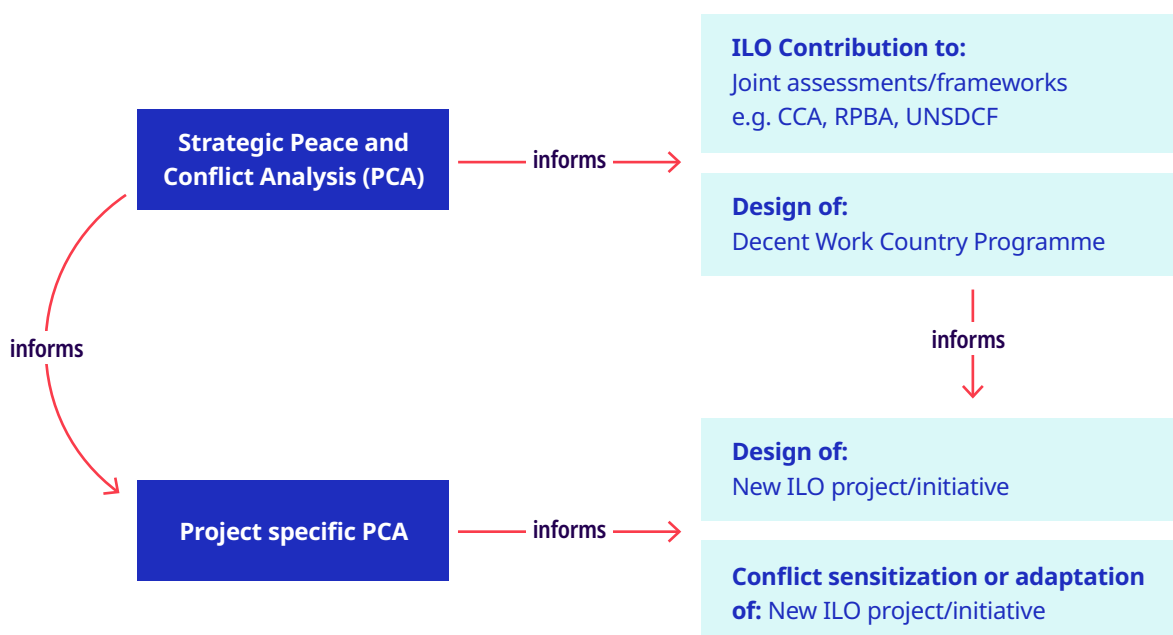 Strategic Peace and
Conflict Analysis (PCA)
informs
ILO Contribution to:
Joint assessments/frameworks
e.g. CCA, RPBA, UNSDCF
Design of:
Decent Work Country Programme
informs
informs
Project specific PCA
informs
Design of:
New ILO project/initiative
Conflict sensitization or adaptation
of: New ILO project/initiative